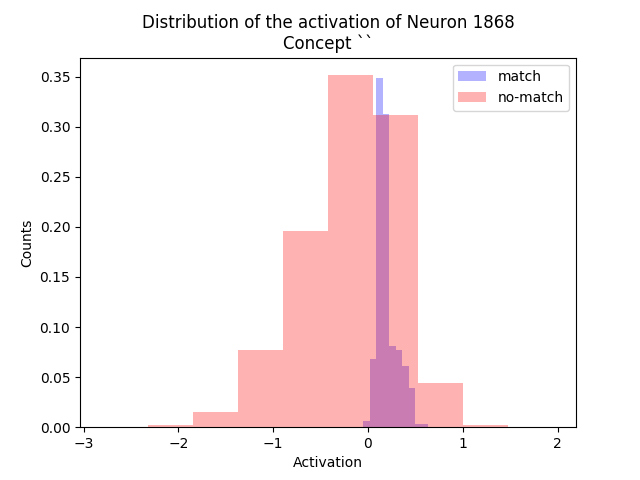 Distribution of the activation of Neuron 1868
Concept ``
match
no-match
0.35
0.30
0.25
0.20
0.15
0.10
0.05
0.00
Counts
−3
−2
−1
0
1
2
Activation